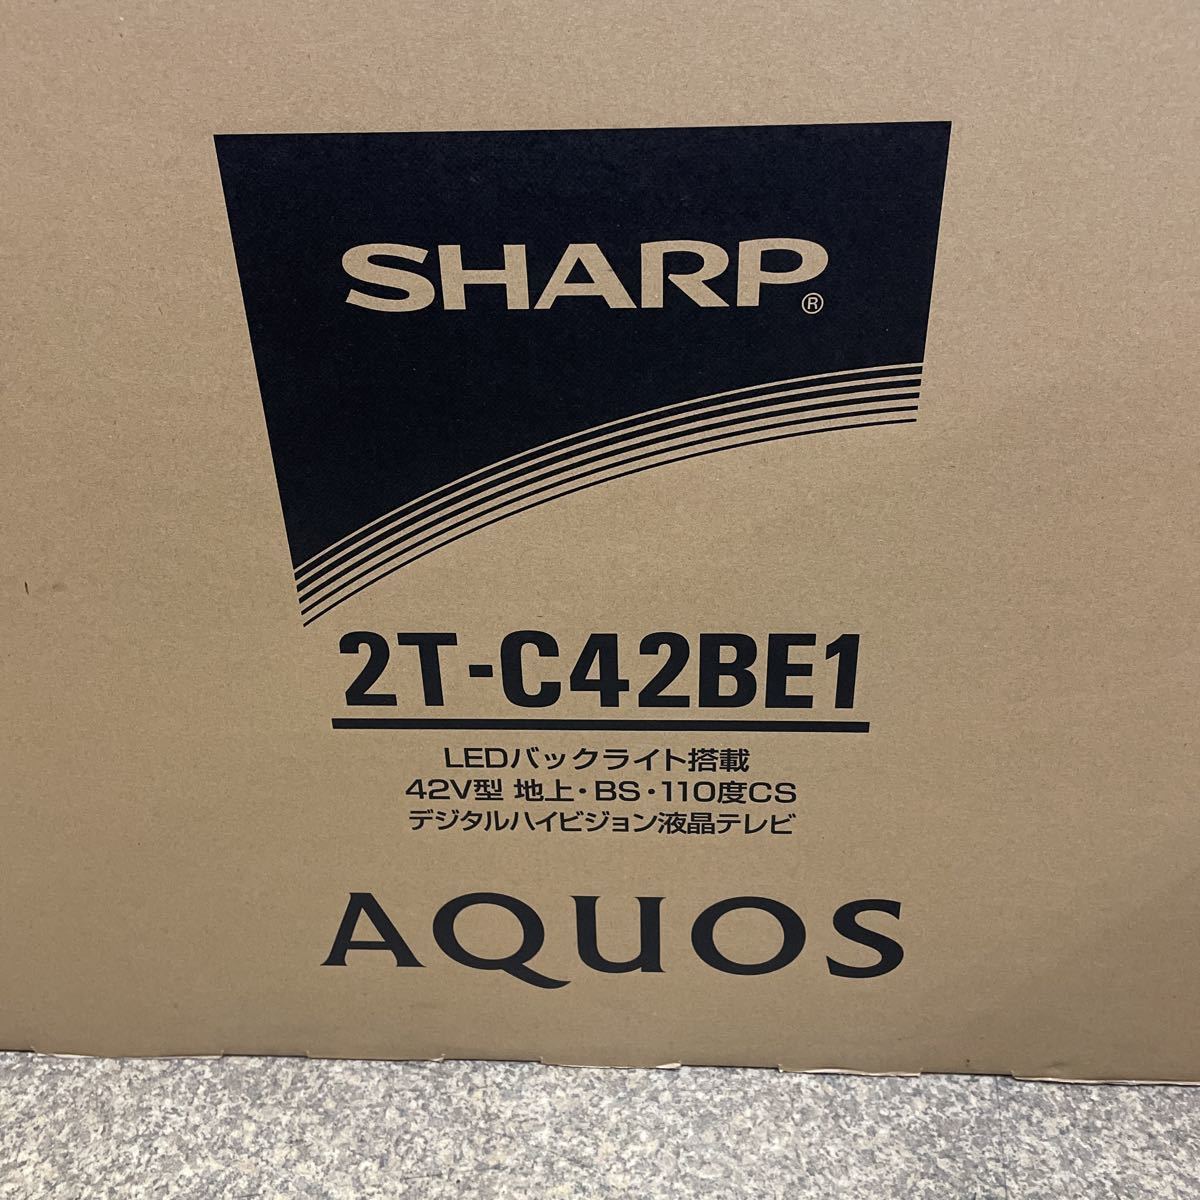 SHARP®
2T-C42BE1
LEDバックライト搭載
42V型 地上・BS・110度CS
デジタルハイビジョン液晶テレビ
AQUOS